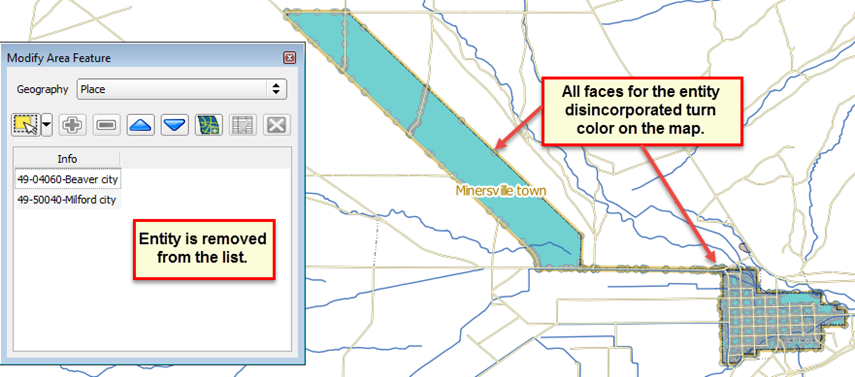 Modify Area Feature
Geography Place
Info
49-04060-Beaver city
49-50040-Milford city
Entity is removed
from the list.
All faces for the entity
disincorporated turn
color on the map.
Minersville town